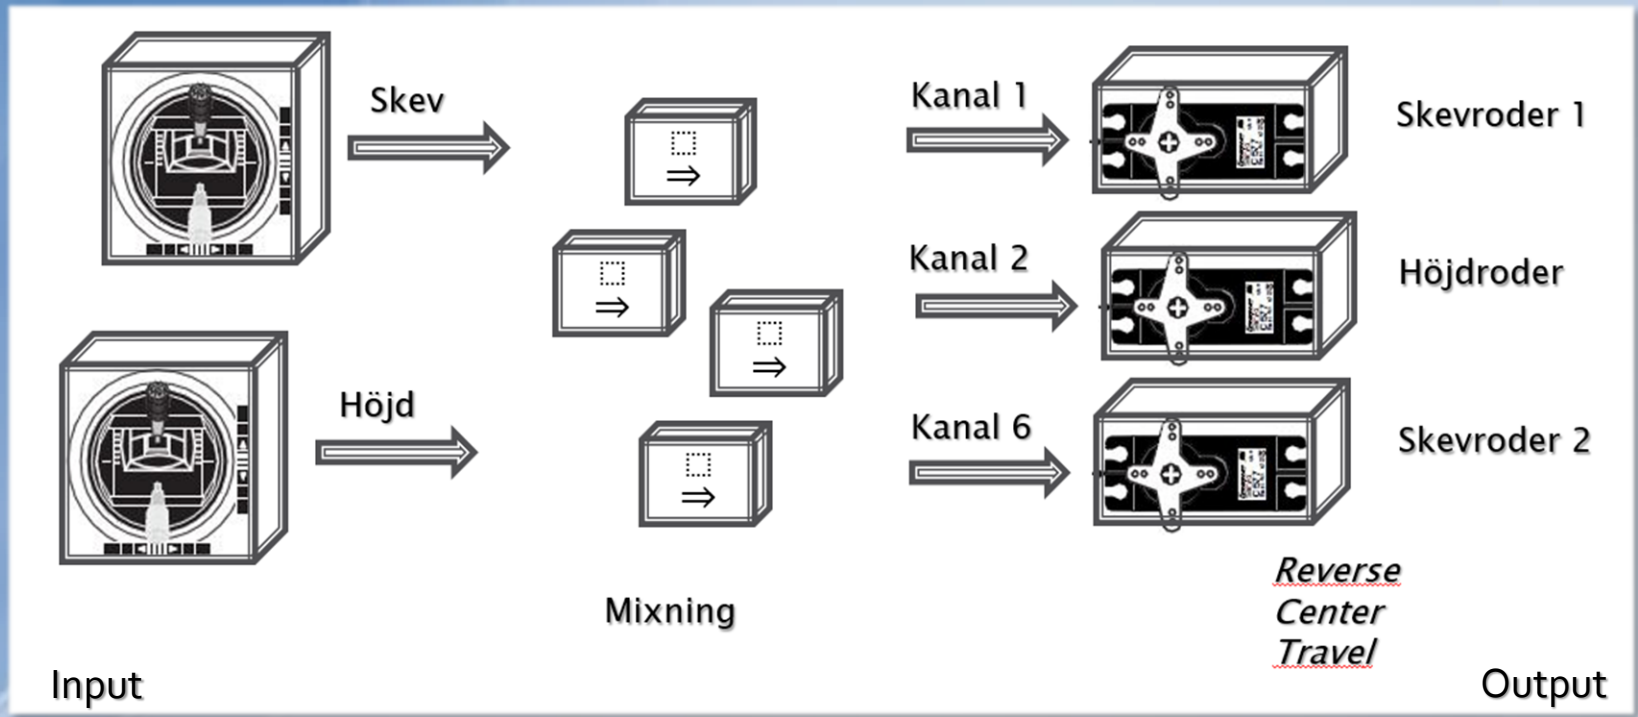 Skev
Höjd
Input
Mixning
Kanal 1
Kanal 2
Kanal 6
Skevroder 1
Höjdroder
Skevroder 2
Reverse
Center
Travel
Output